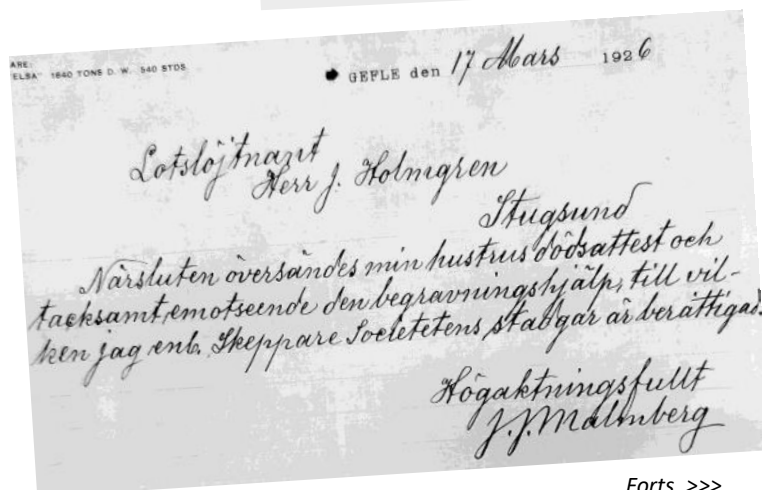 ARE:
ELSA" 1640 TONS D. W. 540 STDS.
GEFLE den 17 Mars 1926
Lotslöjtnant
Herr J. Holmgren
Stugsund
Närsluten översändes min hustrus dödsattest och
tacksamt emotseende den begravningshjälp, till vil-
ken jag enl. Skeppare Societetens stadgar är berättigad.
Högaktningsfullt
J. J. Malmberg
Forts. >>>